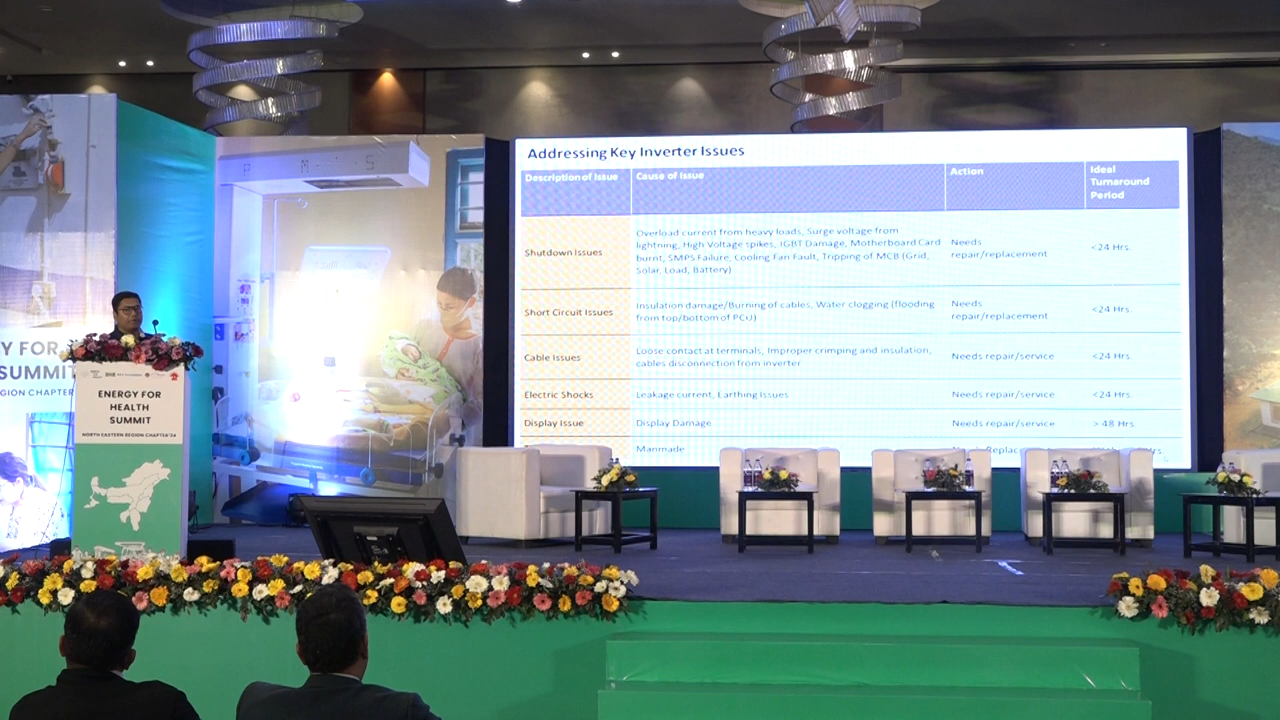 Addressing Key Inverter Issues
Description of Issue
Cause of Issue
Action
Ideal
Turnaround
Period
Shutdown Issues
Overload current from heavy loads, Surge voltage from
lightning, High Voltage spikes, IGBT Damage, Motherboard Card
burnt, SMPS Failure, Cooling Fan Fault, Tripping of MCB (Grid,
Solar, Load, Battery)
Needs
repair/replacement
<24 Hrs.
Short Circuit Issues
Insulation damage/Burning of cables, Water clogging (flooding
from top/bottom of PCU)
Needs
repair/replacement
<24 Hrs.
Cable Issues
Loose contact at terminals, Improper crimping and insulation,
cables disconnection from inverter
Needs repair/service
<24 Hrs.
Electric Shocks
Leakage current, Earthing Issues
Needs repair/service
<24 Hrs.
Display Issue
Display Damage
Needs repair/service
> 48 Hrs.
Manmade
Y FOR
SUMMIT
GION CHAPTER
ENERGY FOR
HEALTH
SUMMIT
NORTH EASTERN REGION CHAPTER'24